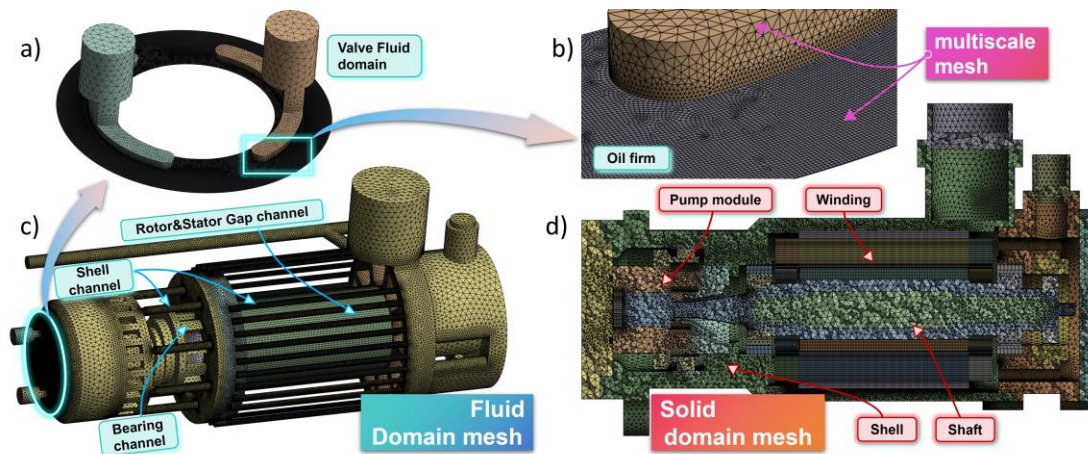 a)
Valve Fluid
domain
b)
multiscale
mesh
Oil firm
c)
Rotor&Stator Gap channel
Shell
channel
Bearing
channel
Fluid
Domain mesh
d)
Pump module
Winding
Solid
domain mesh
Shell
Shaft